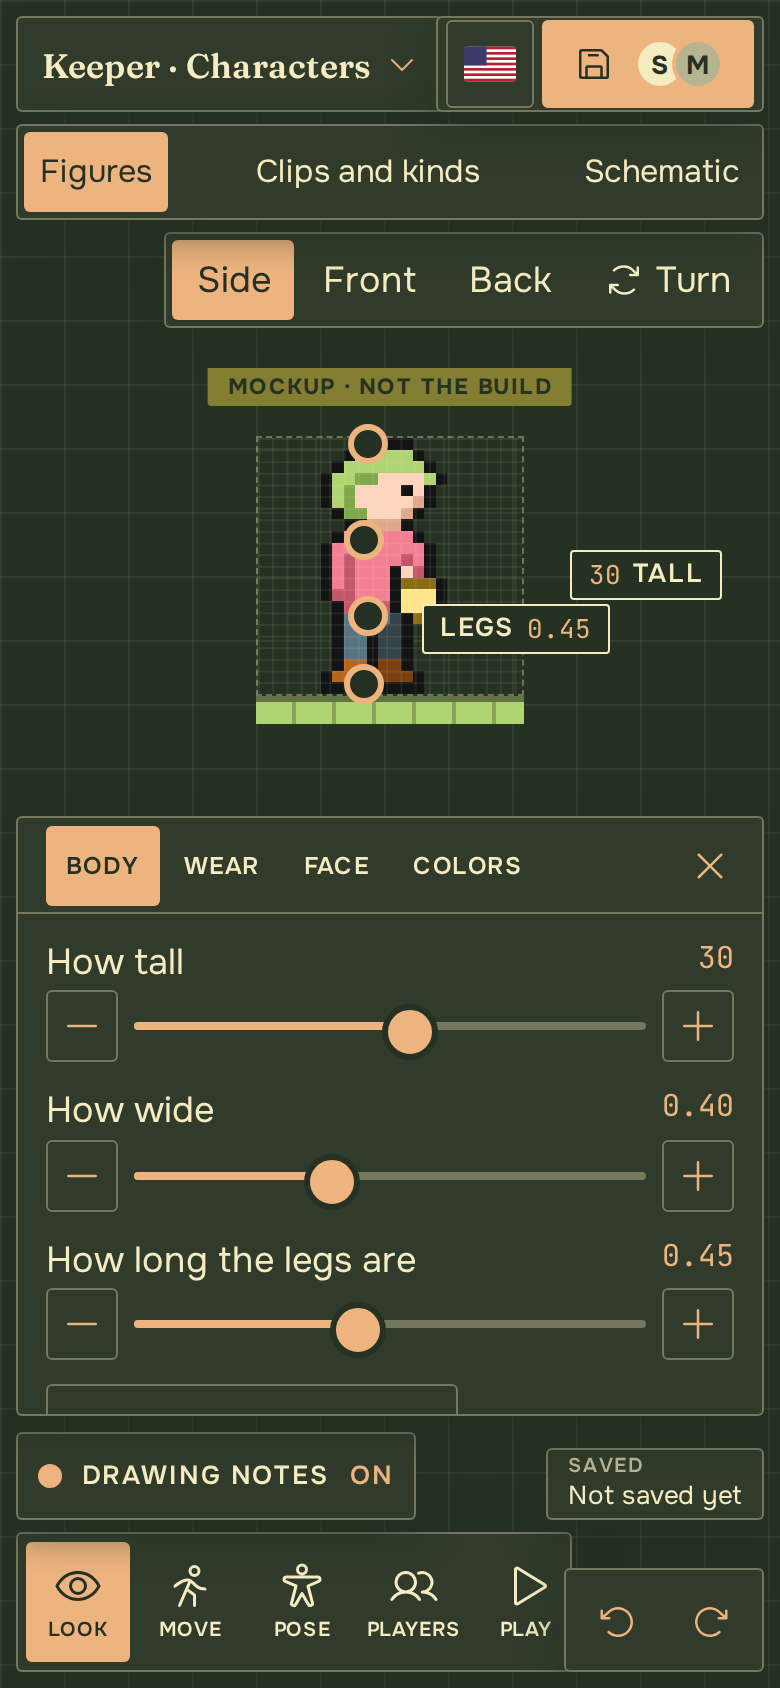 Keeper · Characters
S M
Figures Clips and kinds Schematic
Side Front Back Turn
MOCKUP · NOT THE BUILD
30 TALL
LEGS 0.45
BODY WEAR FACE COLORS
How tall 30
How wide 0.40
How long the legs are 0.45
DRAWING NOTES ON
SAVED
Not saved yet
LOOK MOVE POSE PLAYERS PLAY